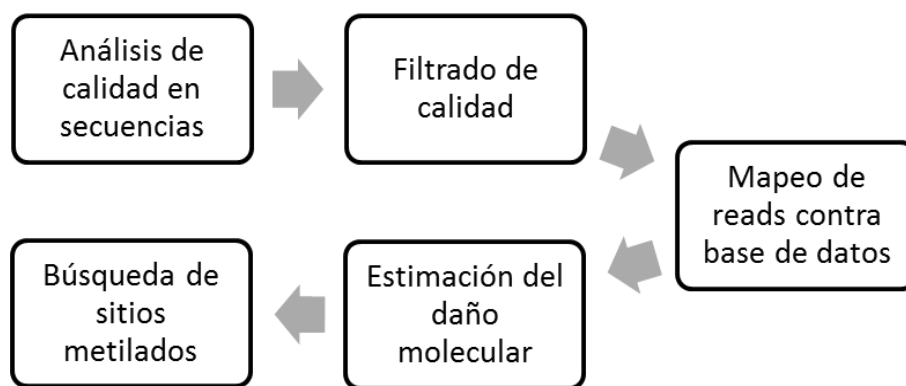 Análisis de
calidad en
secuencias
Filtrado de
calidad
Mapeo de
reads contra
base de datos
Estimación del
daño
molecular
Búsqueda de
sitios
metilados